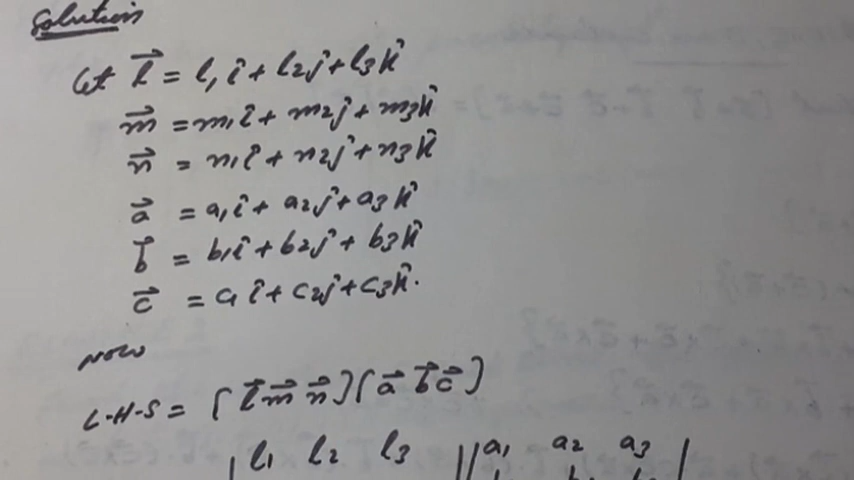 Solution
Let l⃗ = l₁î + l₂ĵ + l₃k̂
m⃗ = m₁î + m₂ĵ + m₃k̂
n⃗ = n₁î + n₂ĵ + n₃k̂
a⃗ = a₁î + a₂ĵ + a₃k̂
b⃗ = b₁î + b₂ĵ + b₃k̂
c⃗ = c₁î + c₂ĵ + c₃k̂.
now
L-H-S = [l⃗ m⃗ n⃗][a⃗ b⃗ c⃗]
| l₁ l₂ l₃ || a₁ a₂ a₃ |